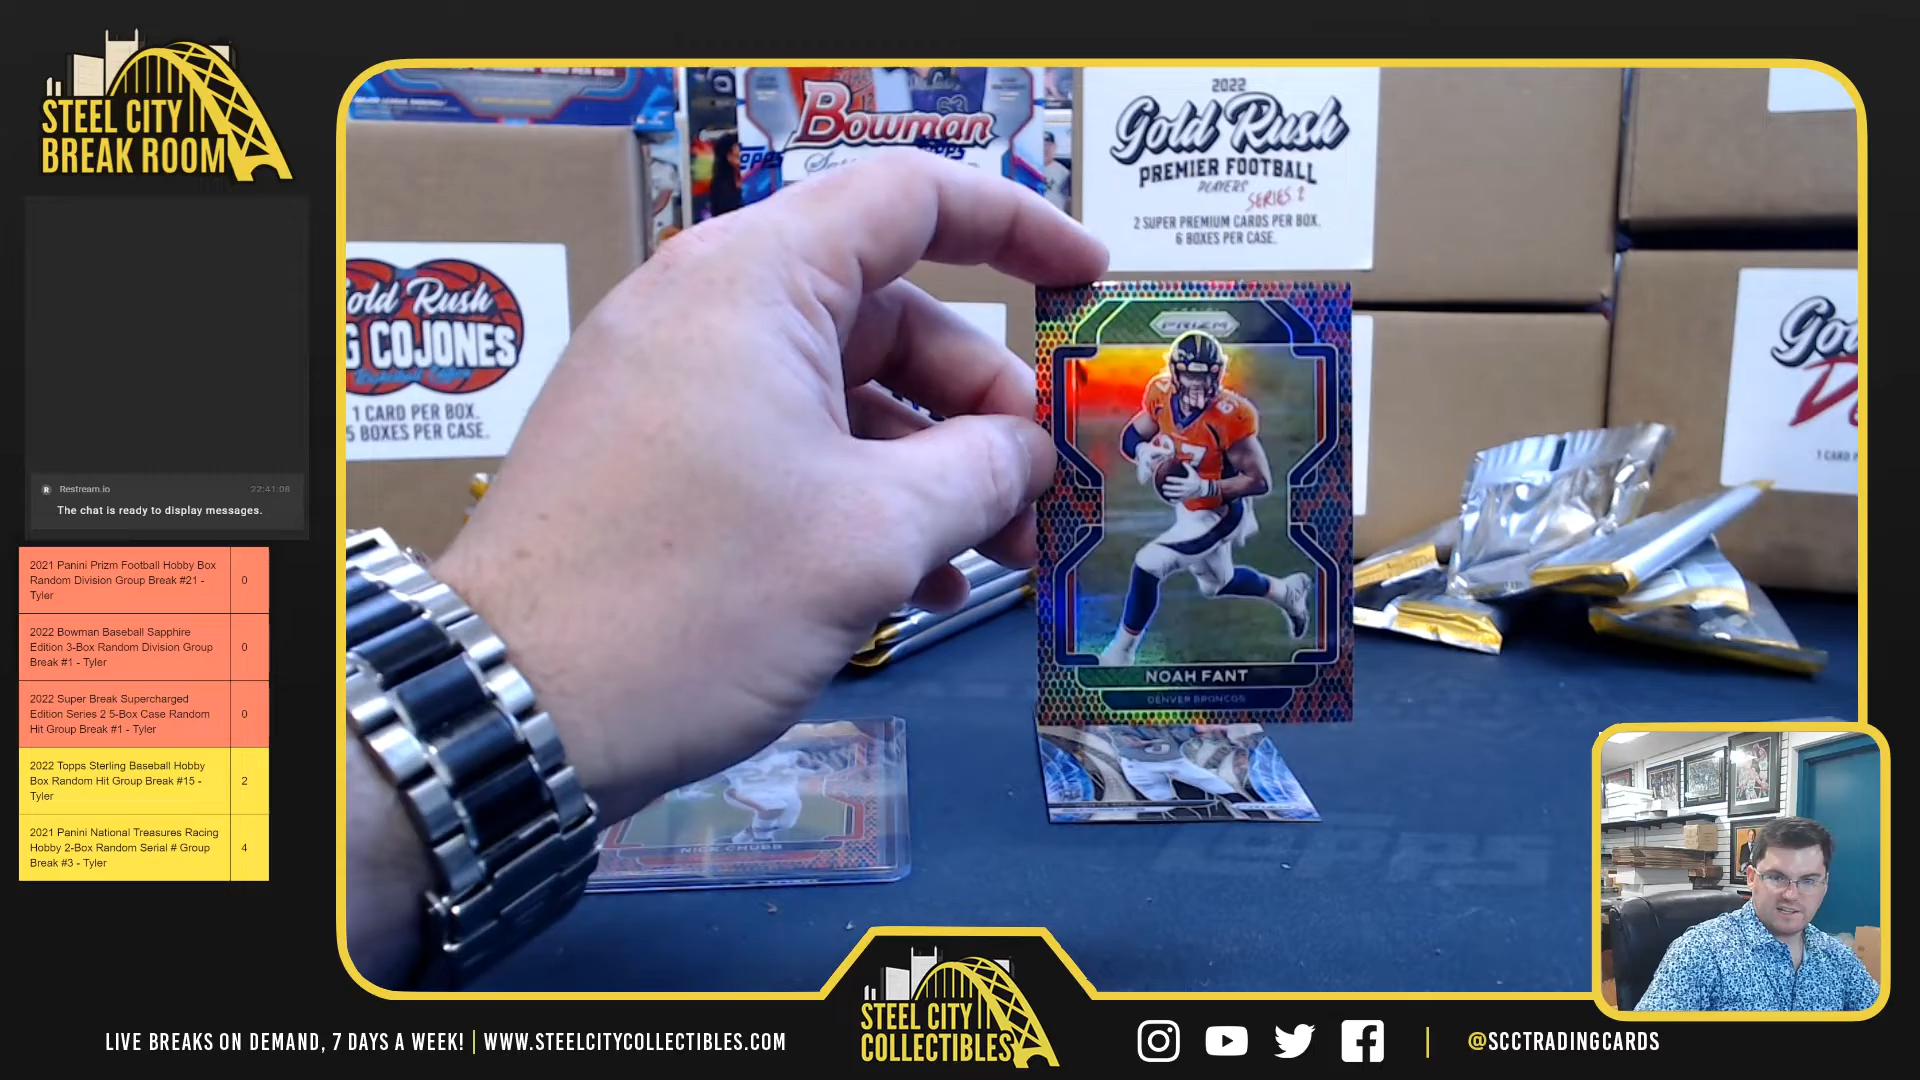 STEEL CITY
BREAK ROOM
Restream.io
22:41:08
The chat is ready to display messages.
2021 Panini Prizm Football Hobby Box
Random Division Group Break #21 -
Tyler
0
2022 Bowman Baseball Sapphire
Edition 3-Box Random Division Group
Break #1 - Tyler
0
2022 Super Break Supercharged
Edition Series 2 5-Box Case Random
Hit Group Break #1 - Tyler
0
2022 Topps Sterling Baseball Hobby
Box Random Hit Group Break #15 -
Tyler
2
2021 Panini National Treasures Racing
Hobby 2-Box Random Serial # Group
Break #3 - Tyler
4
Bowman
2022
Gold Rush
PREMIER FOOTBALL
PLAYERS
SERIES 2
2 SUPER PREMIUM CARDS PER BOX.
6 BOXES PER CASE.
old Rush
G COJONES
Basketball Edition
1 CARD PER BOX.
5 BOXES PER CASE.
Go
De
1 CARD
PRIZM
87
NOAH FANT
DENVER BRONCOS
NICK CHUBB
STEEL CITY
COLLECTIBLES
LIVE BREAKS ON DEMAND, 7 DAYS A WEEK! | WWW.STEELCITYCOLLECTIBLES.COM
@SCCTRADINGCARDS